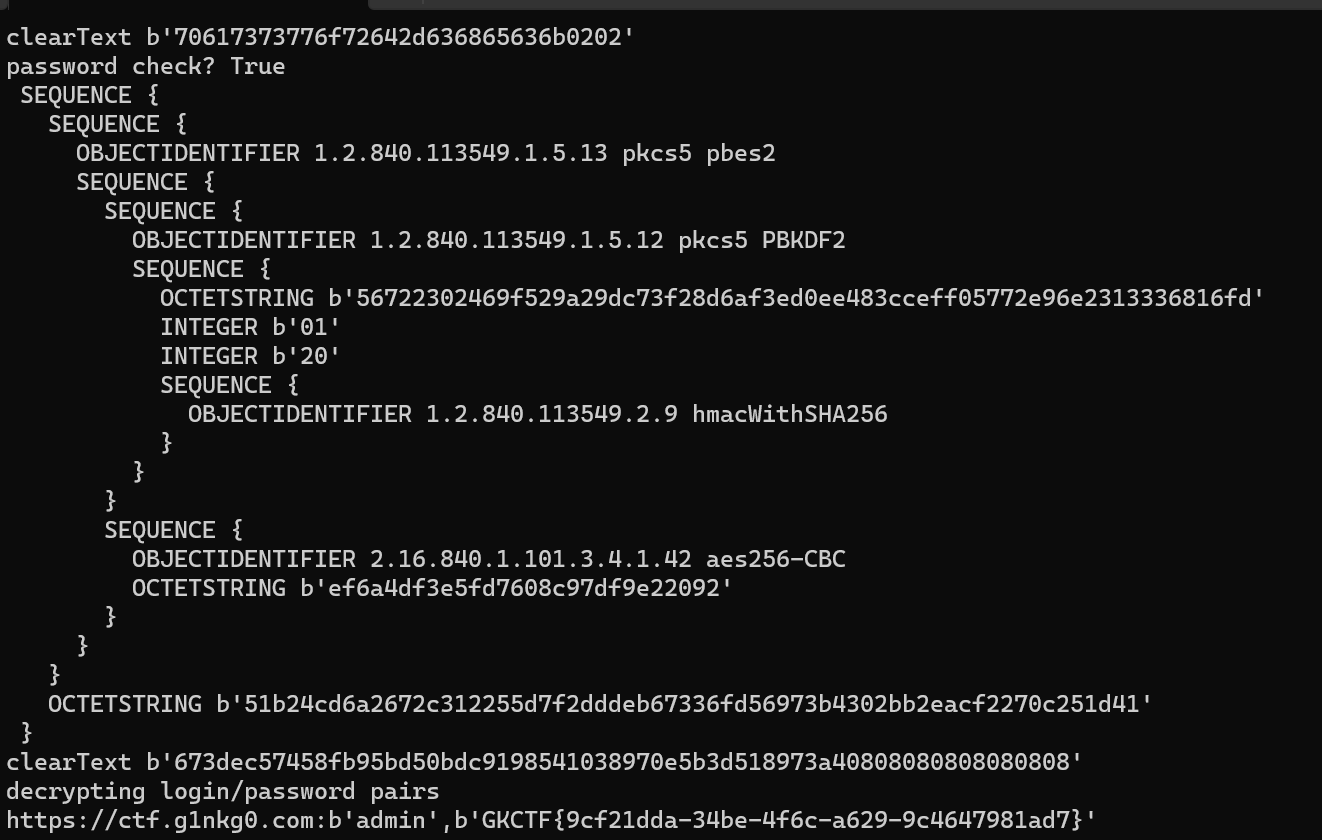 clearText b'70617373776f72642d636865636b0202'
password check? True
SEQUENCE {
SEQUENCE {
OBJECTIDENTIFIER 1.2.840.113549.1.5.13 pkcs5 pbes2
SEQUENCE {
SEQUENCE {
OBJECTIDENTIFIER 1.2.840.113549.1.5.12 pkcs5 PBKDF2
SEQUENCE {
OCTETSTRING b'56722302469f529a29dc73f28d6af3ed0ee483cceff05772e96e2313336816fd'
INTEGER b'01'
INTEGER b'20'
SEQUENCE {
OBJECTIDENTIFIER 1.2.840.113549.2.9 hmacWithSHA256
}
}
}
SEQUENCE {
OBJECTIDENTIFIER 2.16.840.1.101.3.4.1.42 aes256-CBC
OCTETSTRING b'ef6a4df3e5fd7608c97df9e22092'
}
}
}
OCTETSTRING b'51b24cd6a2672c312255d7f2dddeb67336fd56973b4302bb2eacf2270c251d41'
}
clearText b'673dec57458fb95bd50bdc9198541038970e5b3d518973a40808080808080808'
decrypting login/password pairs
https://ctf.g1nkg0.com:b'admin',b'GKCTF{9cf21dda-34be-4f6c-a629-9c4647981ad7}'